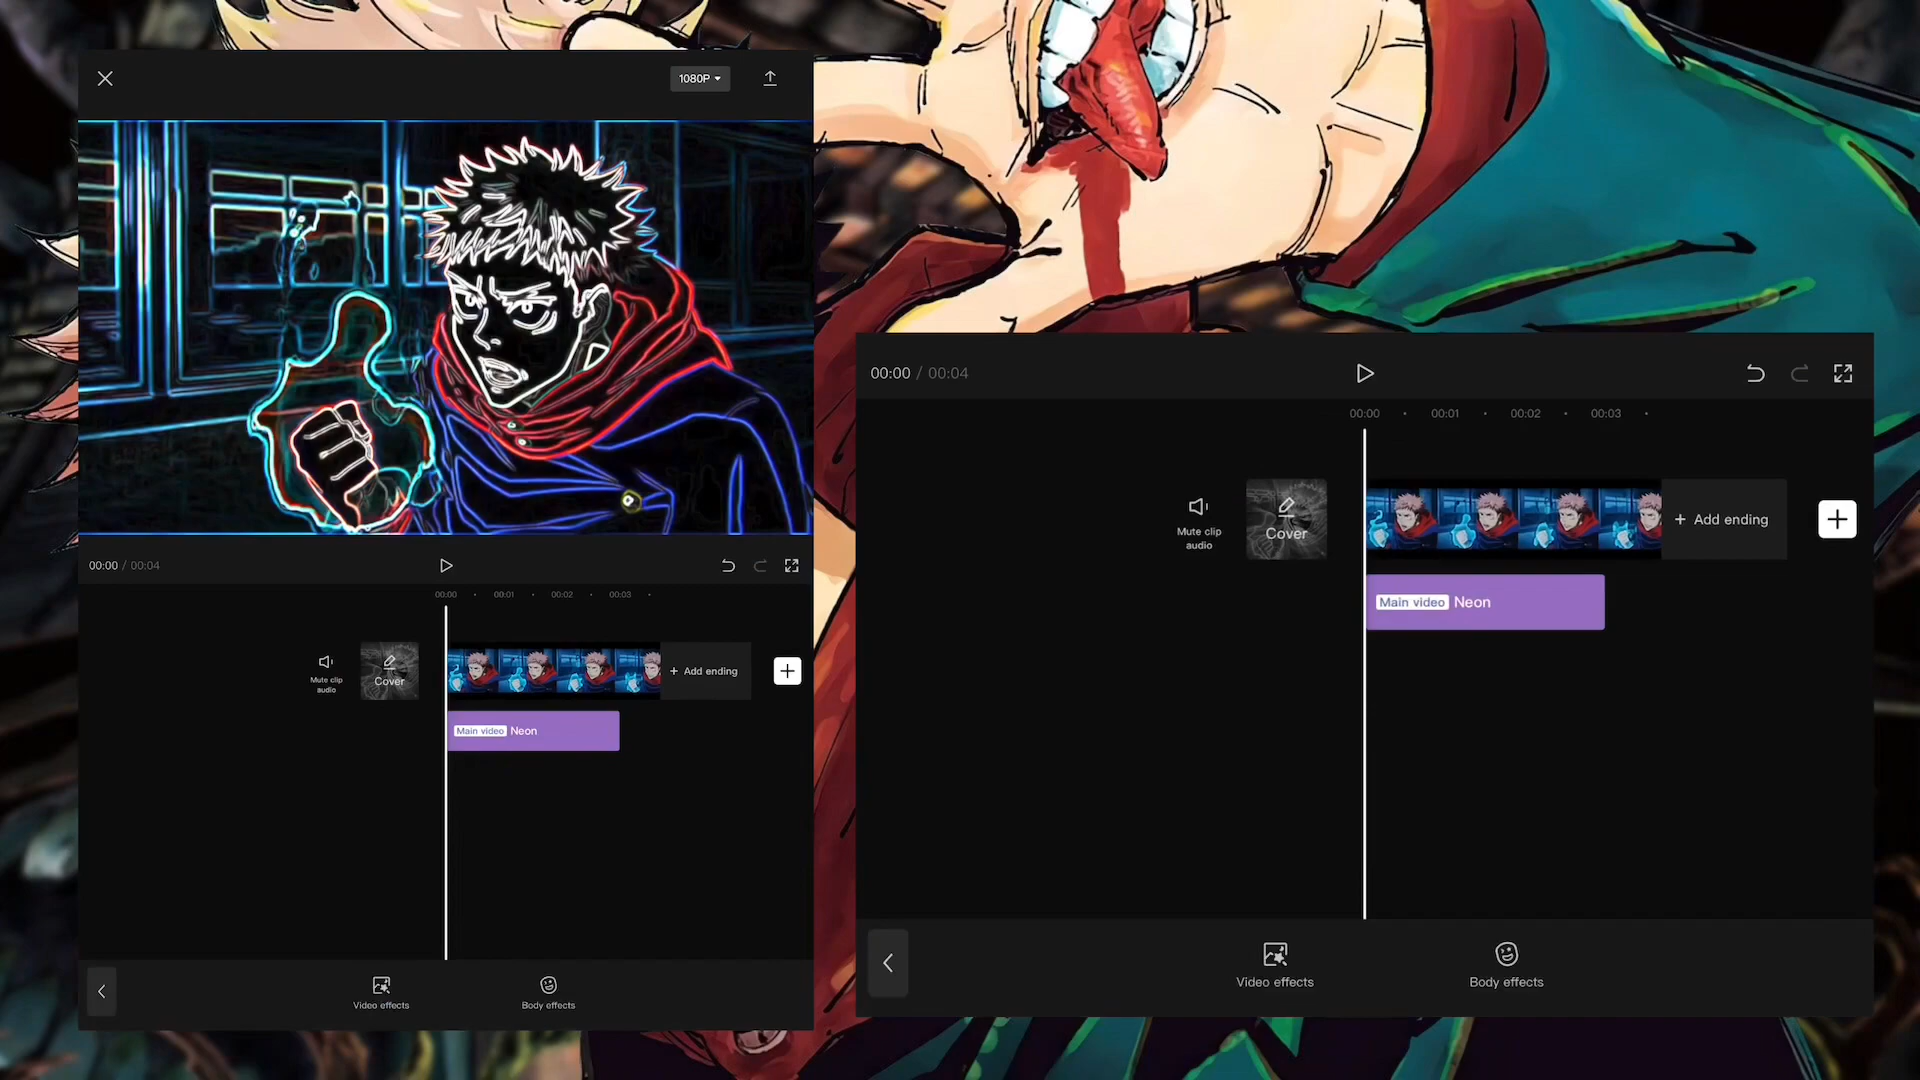 1080P
00:00 / 00:04
00:00 00:01 00:02 00:03
Mute clip
audio
Cover
+ Add ending
Main video Neon
Video effects
Body effects
00:00 / 00:04
00:00 00:01 00:02 00:03
Mute clip
audio
Cover
+ Add ending
Main video Neon
Video effects
Body effects